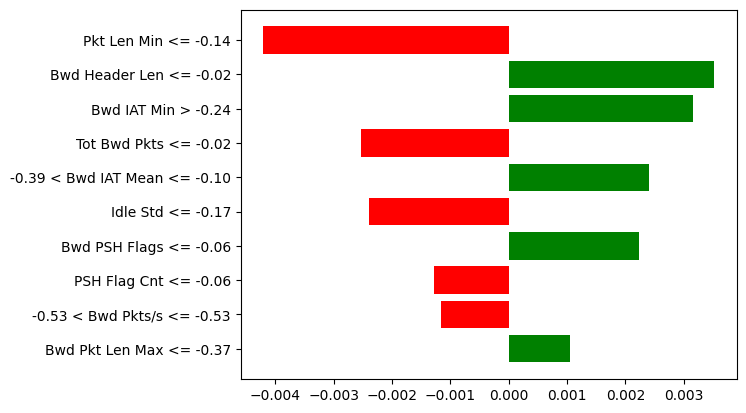 Pkt Len Min <= -0.14
Bwd Header Len <= -0.02
Bwd IAT Min > -0.24
Tot Bwd Pkts <= -0.02
-0.39 < Bwd IAT Mean <= -0.10
Idle Std <= -0.17
Bwd PSH Flags <= -0.06
PSH Flag Cnt <= -0.06
-0.53 < Bwd Pkts/s <= -0.53
Bwd Pkt Len Max <= -0.37
−0.004 −0.003 −0.002 −0.001 0.000 0.001 0.002 0.003